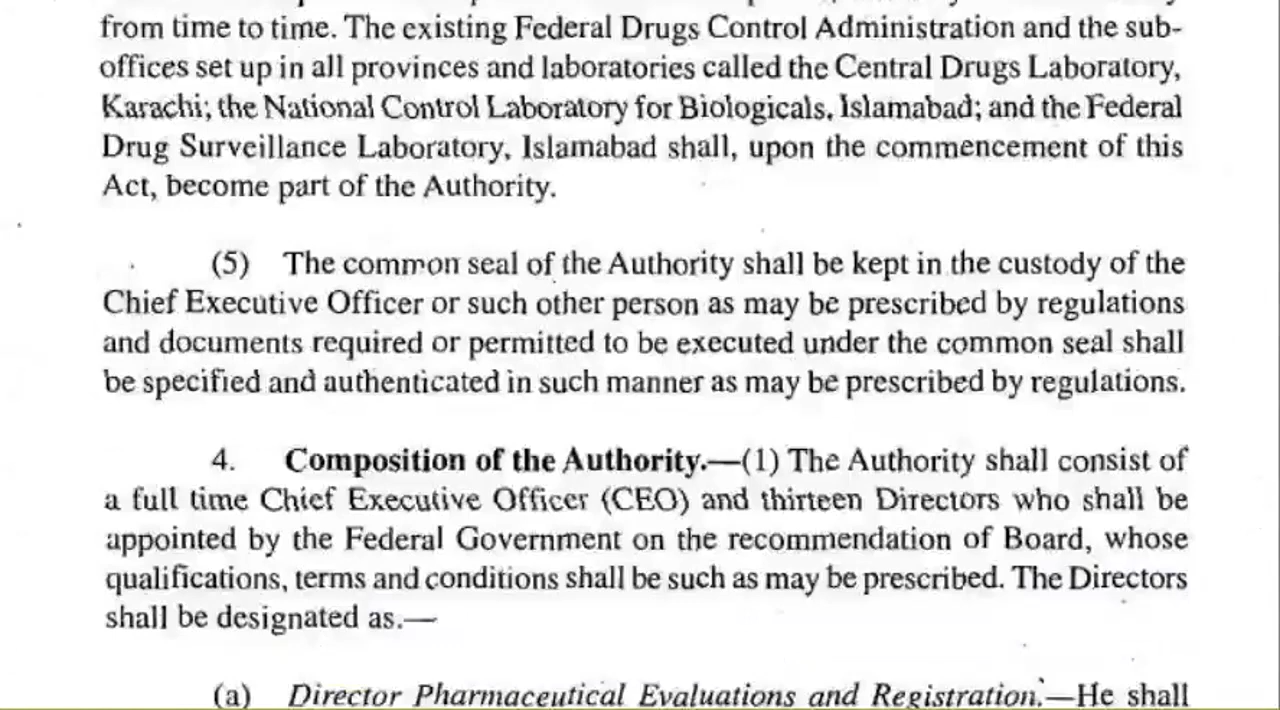 from time to time. The existing Federal Drugs Control Administration and the sub-
offices set up in all provinces and laboratories called the Central Drugs Laboratory,
Karachi; the National Control Laboratory for Biologicals, Islamabad; and the Federal
Drug Surveillance Laboratory, Islamabad shall, upon the commencement of this
Act, become part of the Authority.
(5) The common seal of the Authority shall be kept in the custody of the
Chief Executive Officer or such other person as may be prescribed by regulations
and documents required or permitted to be executed under the common seal shall
be specified and authenticated in such manner as may be prescribed by regulations.
4. Composition of the Authority.—(1) The Authority shall consist of
a full time Chief Executive Officer (CEO) and thirteen Directors who shall be
appointed by the Federal Government on the recommendation of Board, whose
qualifications, terms and conditions shall be such as may be prescribed. The Directors
shall be designated as.—
(a) Director Pharmaceutical Evaluations and Registration.—He shall